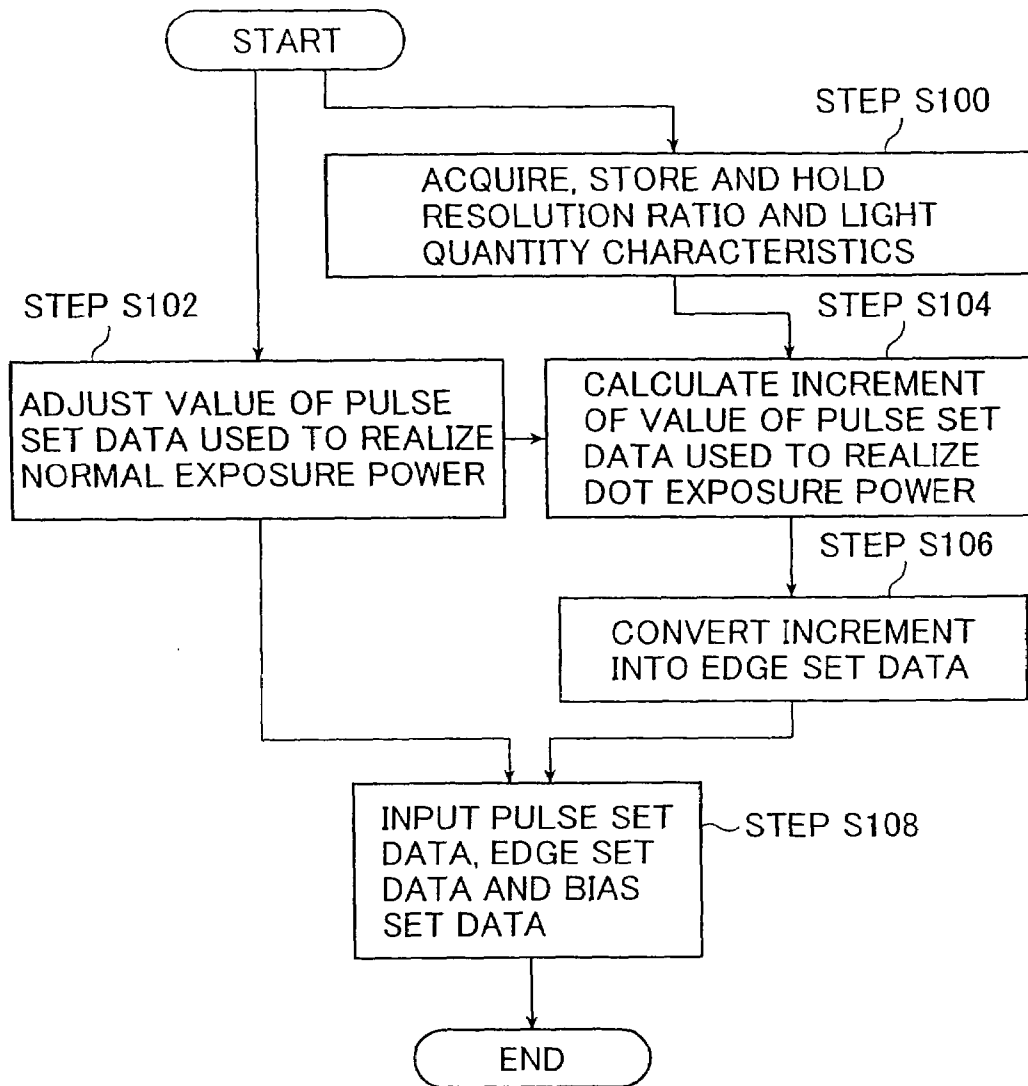 START
STEP S100
ACQUIRE, STORE AND HOLD
RESOLUTION RATIO AND LIGHT
QUANTITY CHARACTERISTICS
STEP S102
ADJUST VALUE OF PULSE
SET DATA USED TO REALIZE
NORMAL EXPOSURE POWER
STEP S104
CALCULATE INCREMENT
OF VALUE OF PULSE SET
DATA USED TO REALIZE
DOT EXPOSURE POWER
STEP S106
CONVERT INCREMENT
INTO EDGE SET DATA
INPUT PULSE SET
DATA, EDGE SET
DATA AND BIAS
SET DATA
STEP S108
END